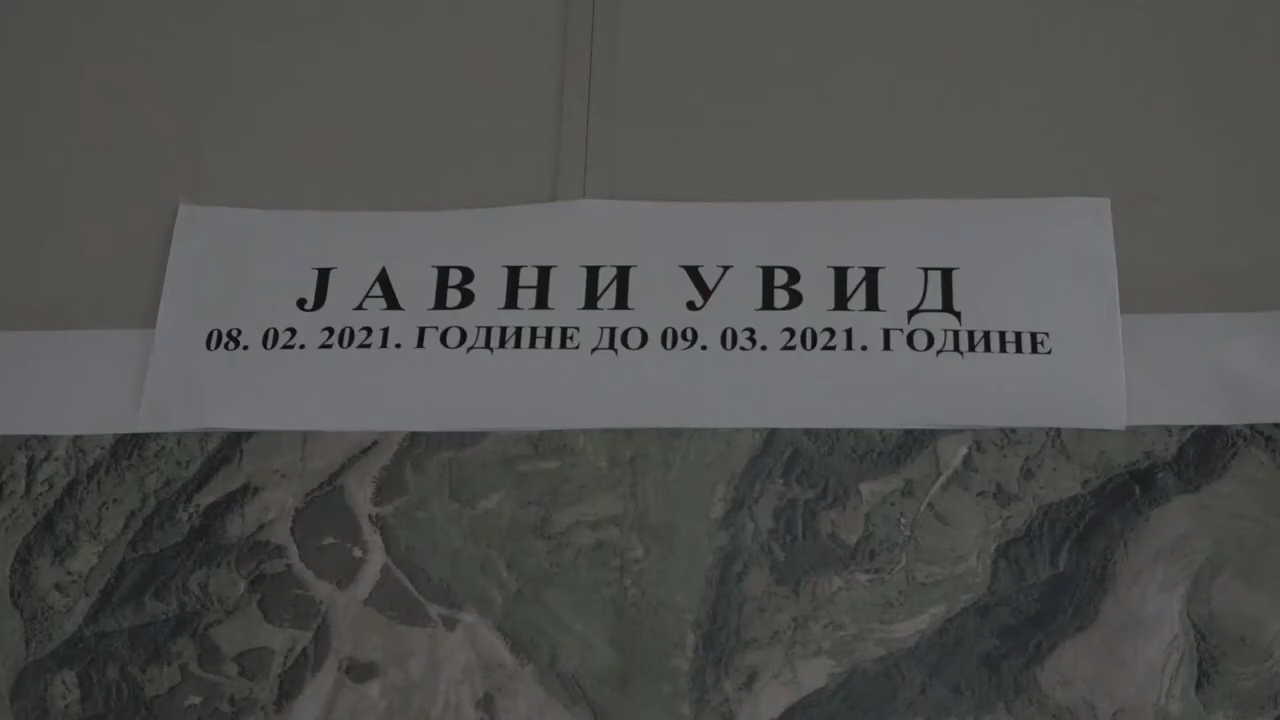 ЈАВНИ УВИД
08. 02. 2021. ГОДИНЕ ДО 09. 03. 2021. ГОДИНЕ